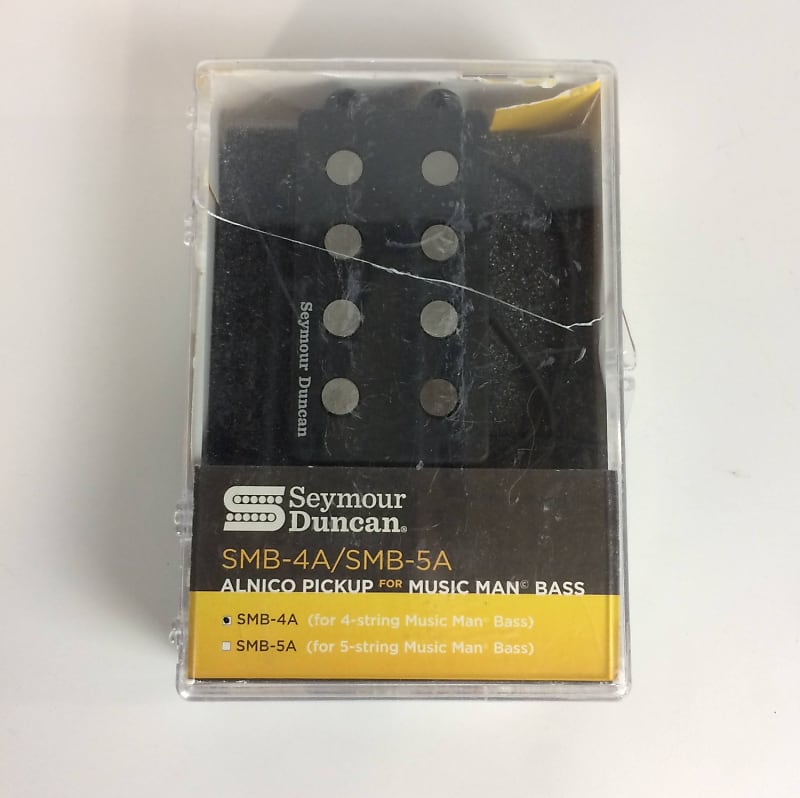 Seymour Duncan
Seymour
Duncan®
SMB-4A/SMB-5A
ALNICO PICKUP FOR MUSIC MAN© BASS
SMB-4A (for 4-string Music Man® Bass)
SMB-5A (for 5-string Music Man® Bass)